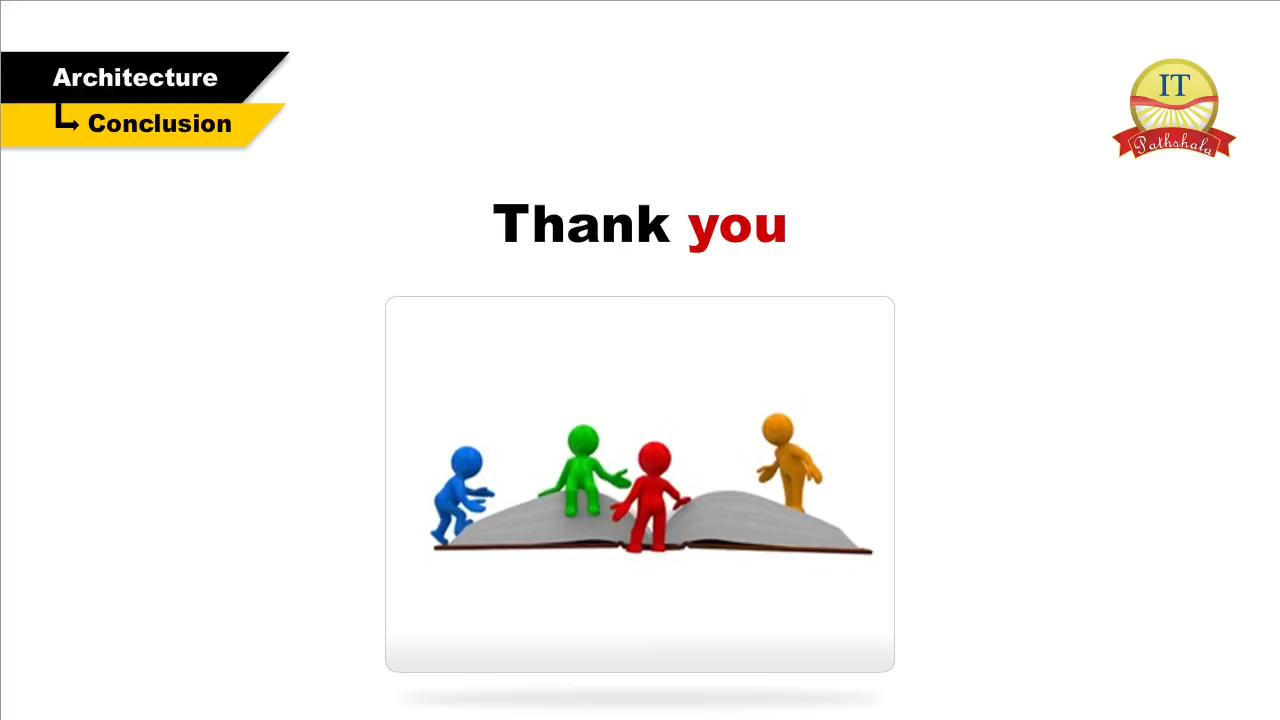 Architecture
Conclusion
IT
Pathshala
Thank you